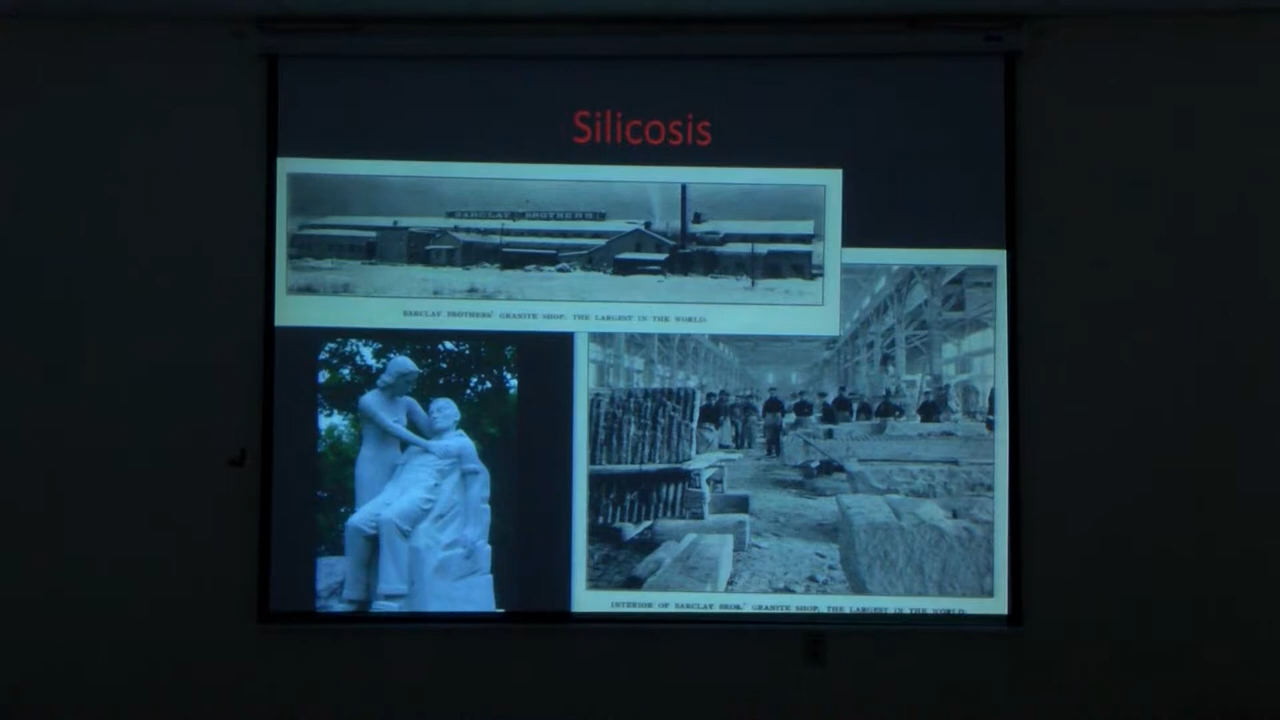 Silicosis
BARCLAY BROTHERS
BARCLAY BROTHERS' GRANITE SHOP, THE LARGEST IN THE WORLD.
INTERIOR OF BARCLAY BROS.' GRANITE SHOP, THE LARGEST IN THE WORLD.